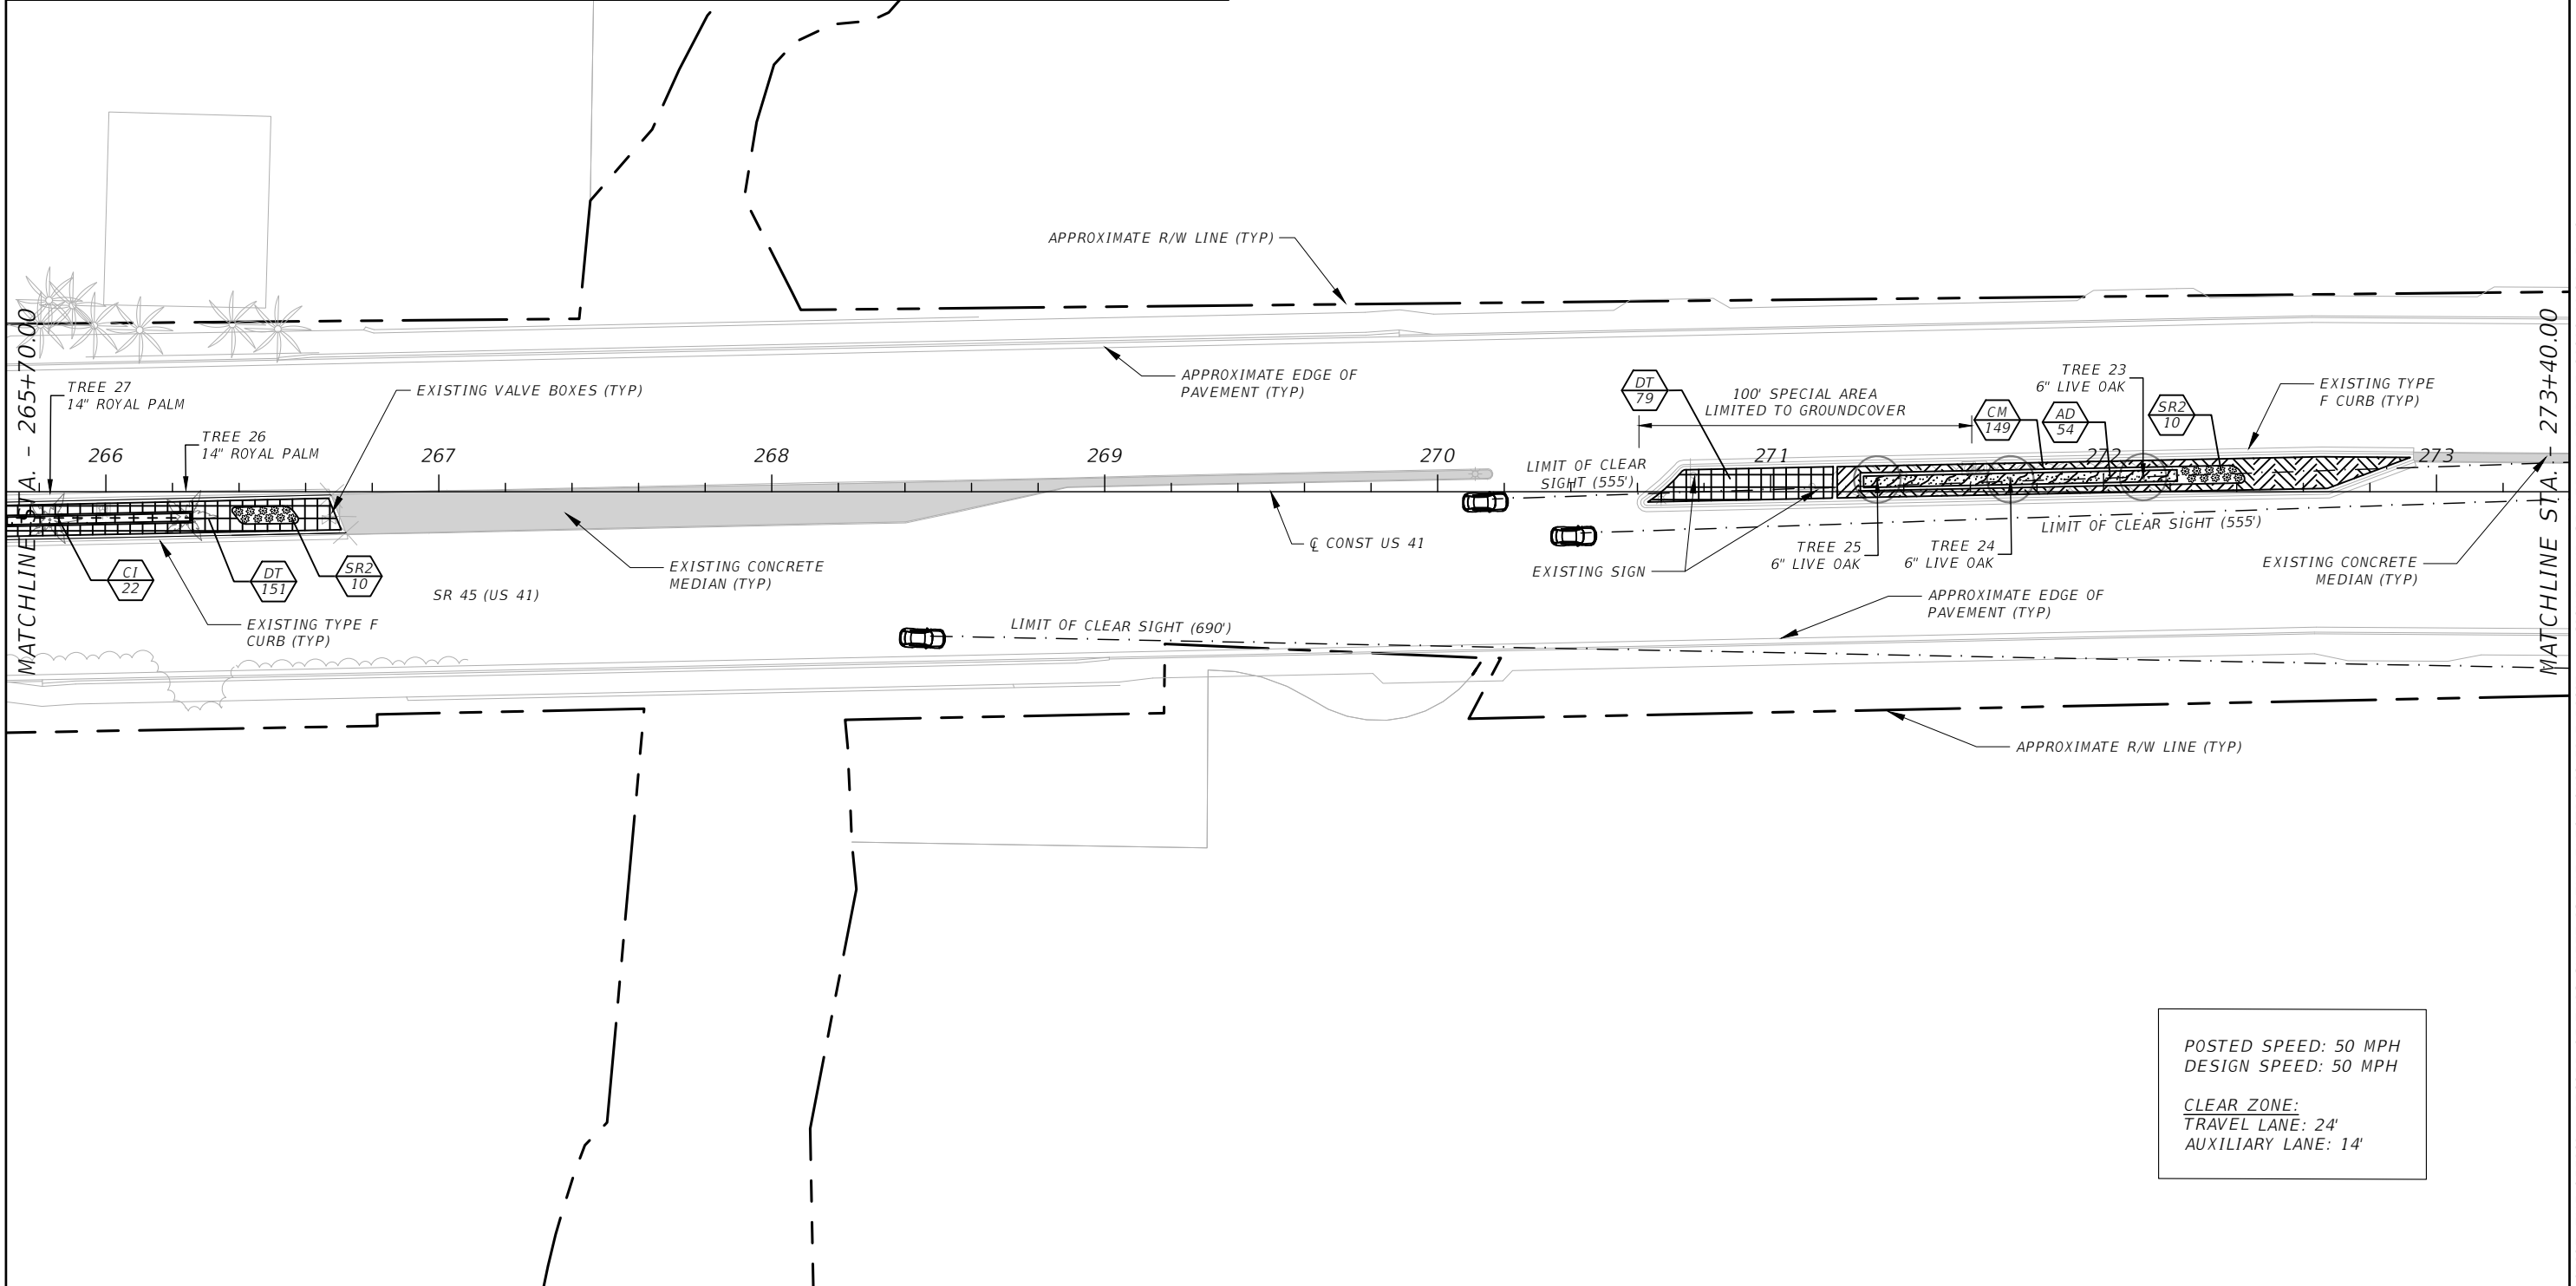 APPROXIMATE R/W LINE (TYP)
MATCHLINE STA. - 265+70.00
TREE 27
14" ROYAL PALM
TREE 26
14" ROYAL PALM
EXISTING VALVE BOXES (TYP)
APPROXIMATE EDGE OF
PAVEMENT (TYP)
DT
79
100' SPECIAL AREA
LIMITED TO GROUNDCOVER
CM
149
AD
54
TREE 23
6" LIVE OAK
SR2
10
EXISTING TYPE
F CURB (TYP)
MATCHLINE STA. - 273+40.00
266
267
268
269
270
271
272
273
LIMIT OF CLEAR
SIGHT (555')
LIMIT OF CLEAR SIGHT (555')
℄ CONST US 41
EXISTING SIGN
TREE 25
6" LIVE OAK
TREE 24
6" LIVE OAK
EXISTING CONCRETE
MEDIAN (TYP)
CI
22
DT
151
SR2
10
SR 45 (US 41)
EXISTING CONCRETE
MEDIAN (TYP)
EXISTING TYPE F
CURB (TYP)
LIMIT OF CLEAR SIGHT (690')
APPROXIMATE EDGE OF
PAVEMENT (TYP)
APPROXIMATE R/W LINE (TYP)
POSTED SPEED: 50 MPH
DESIGN SPEED: 50 MPH
CLEAR ZONE:
TRAVEL LANE: 24'
AUXILIARY LANE: 14'